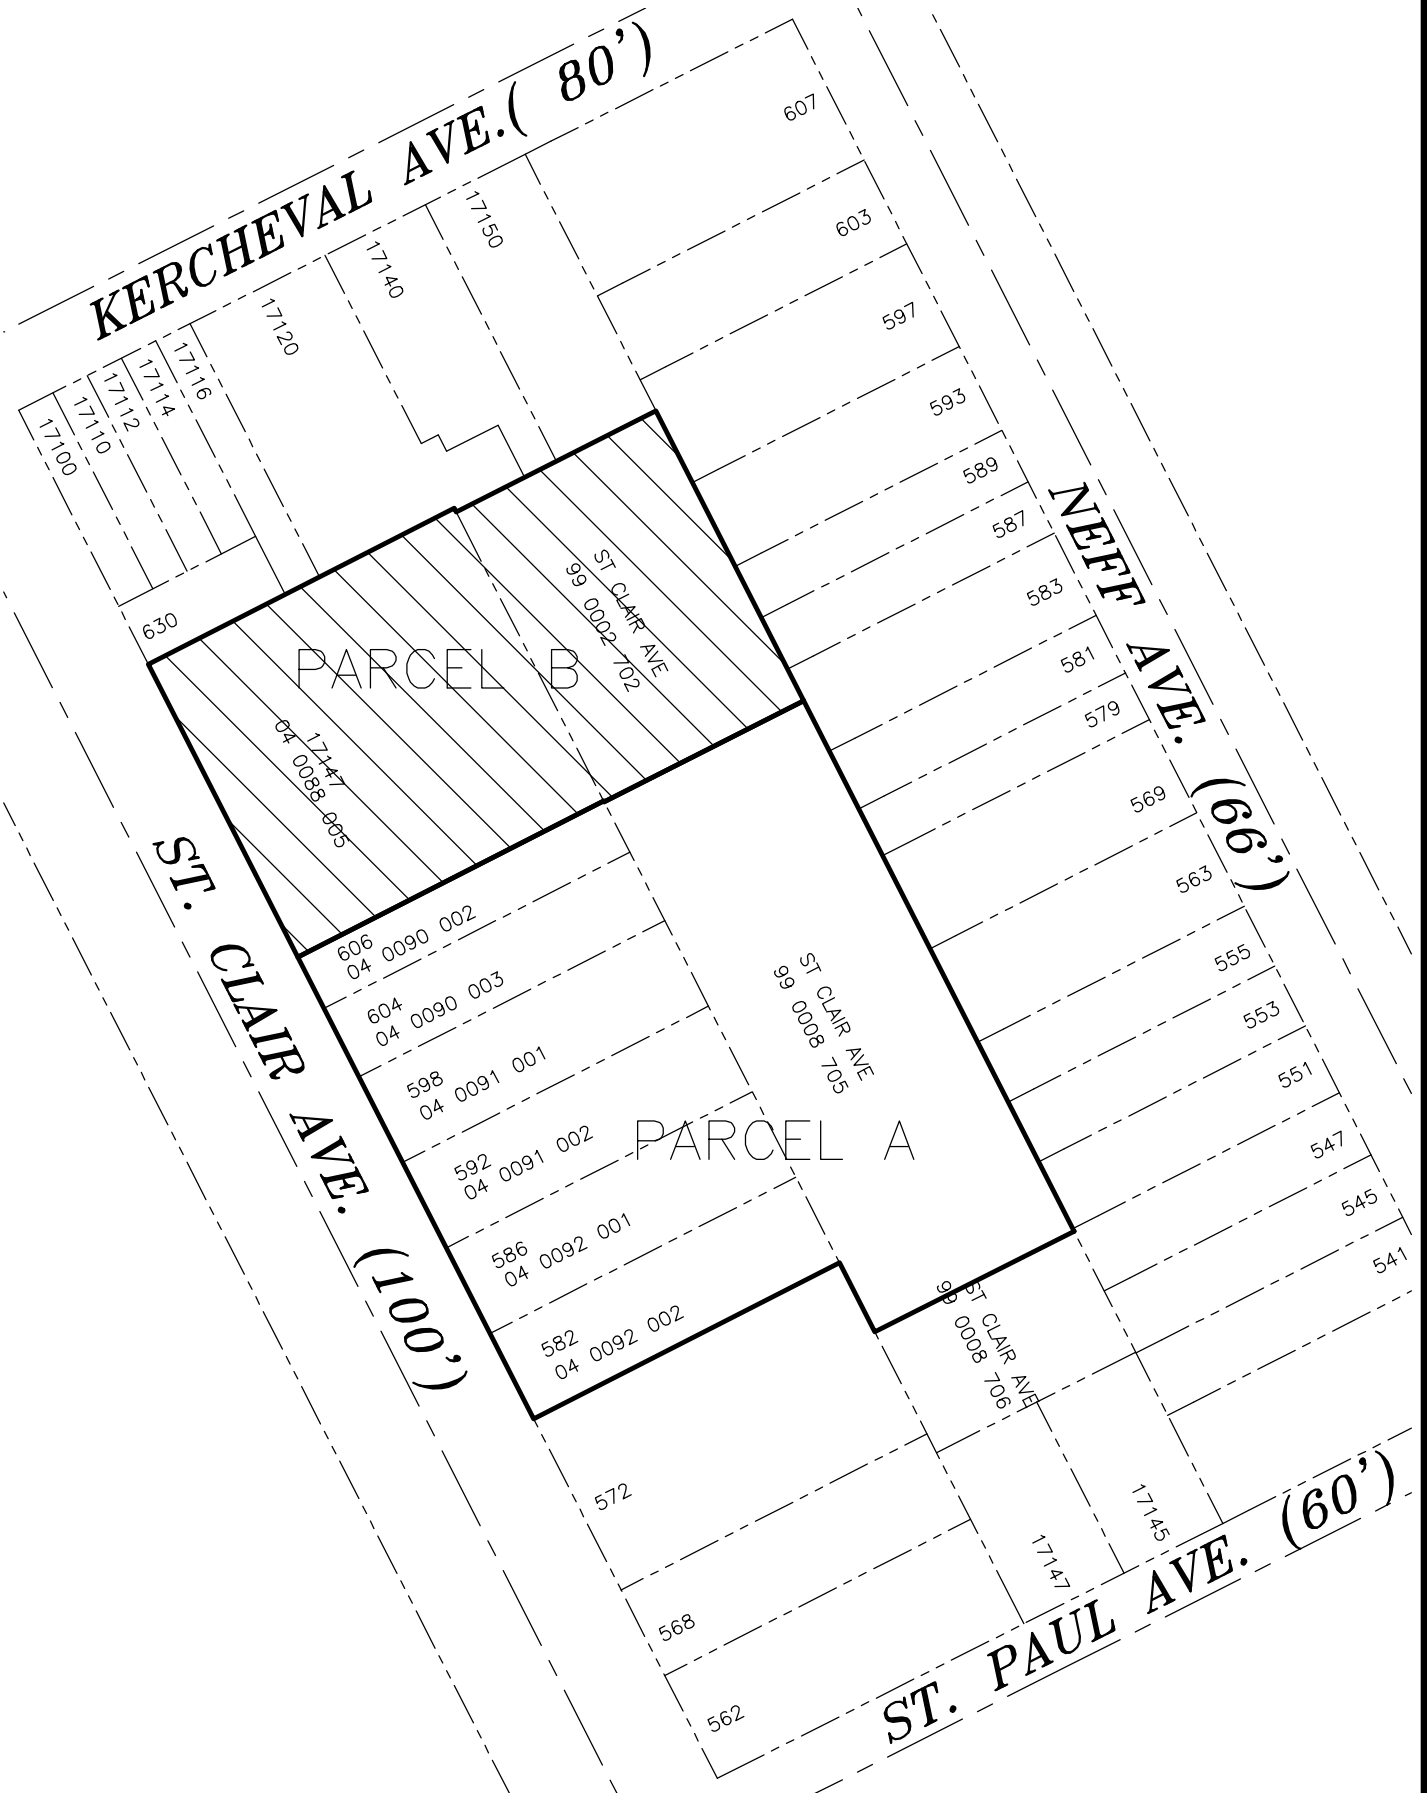 KERCHEVAL AVE.( 80')
607
603
597
593
589
587
583
581
579
569
563
555
553
551
547
545
541
17150
17140
17120
17116
17114
17112
17110
17100
630
NEFF AVE. (66')
ST CLAIR AVE
99 0002 702
PARCEL B
17147
04 0088 005
ST. CLAIR AVE. (100')
606
04 0090 002
604
04 0090 003
598
04 0091 001
592
04 0091 002
586
04 0092 001
582
04 0092 002
ST CLAIR AVE
99 0008 705
PARCEL A
ST CLAIR AVE
99 0008 706
572
568
562
17147
17145
ST. PAUL AVE. (60')